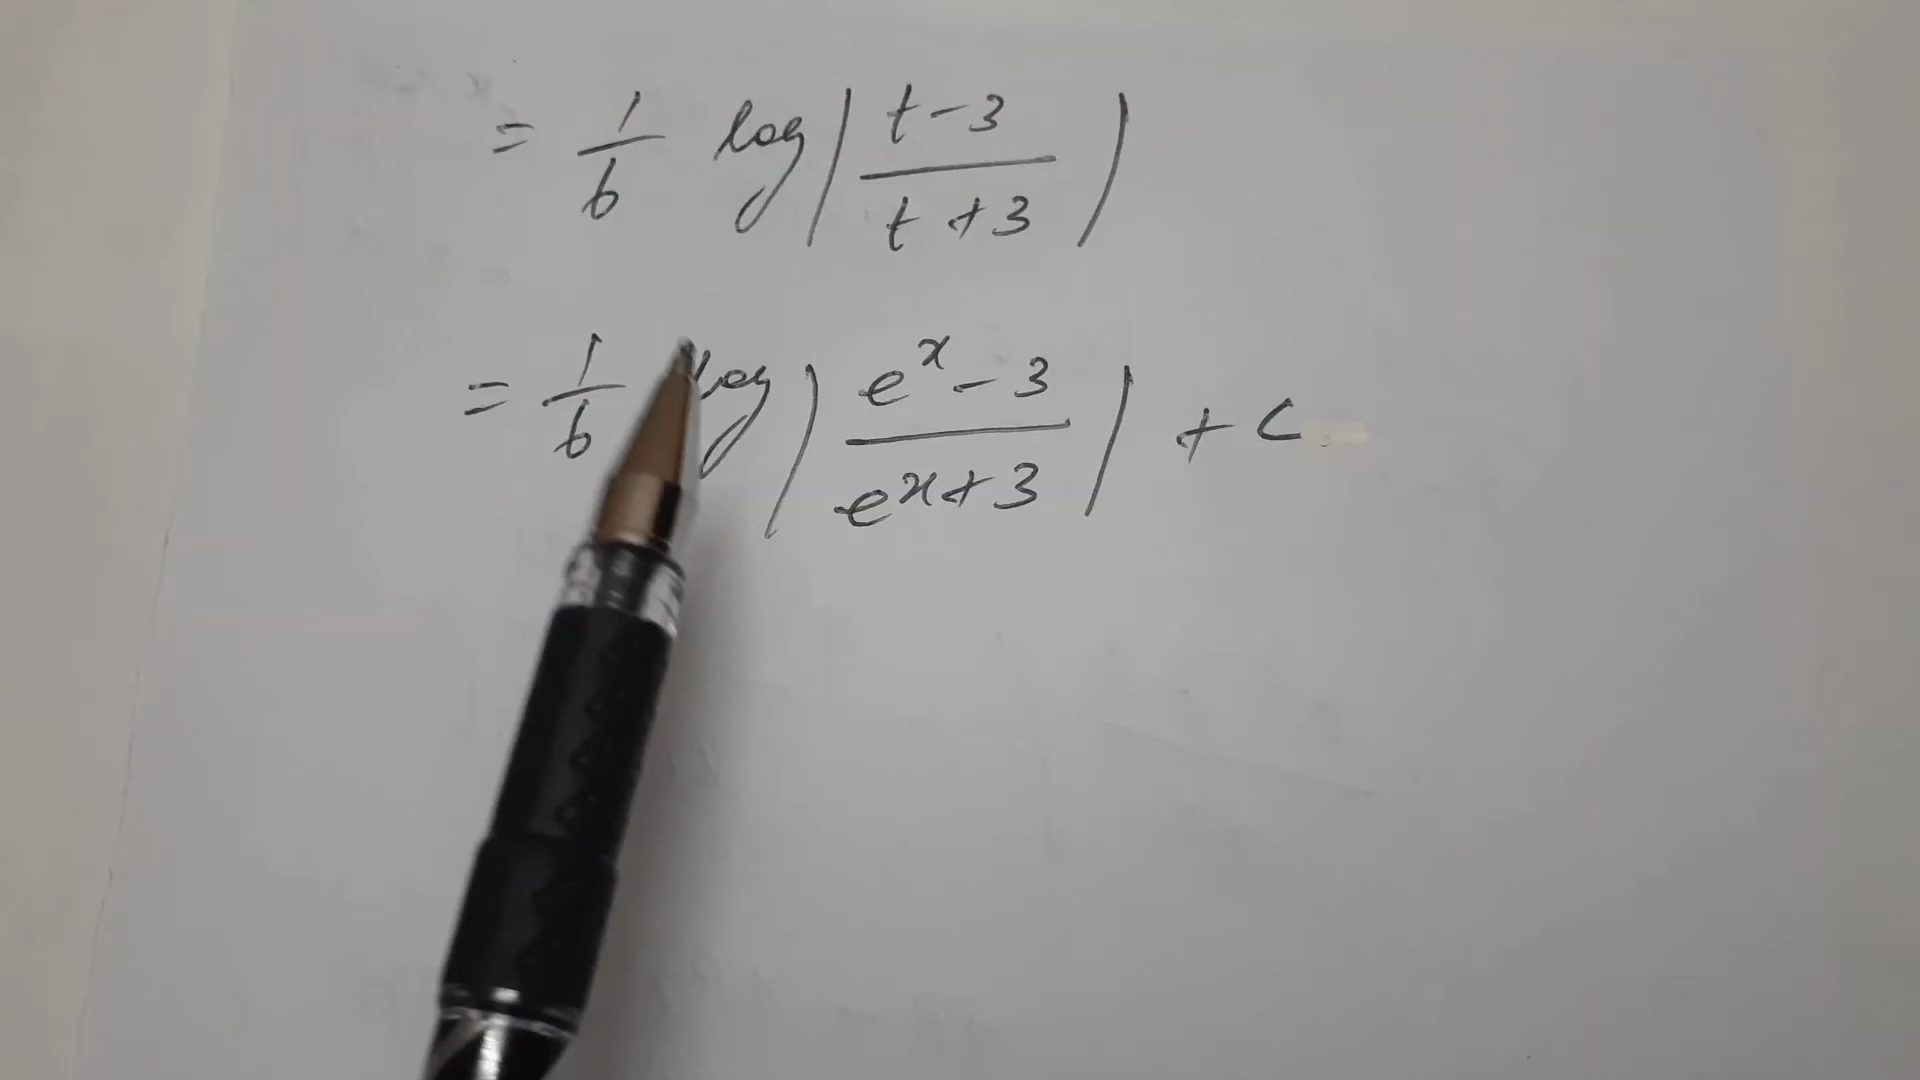 = 1/6 log |t-3/t+3|
= 1/6 log |e^x-3/e^x+3| + C.